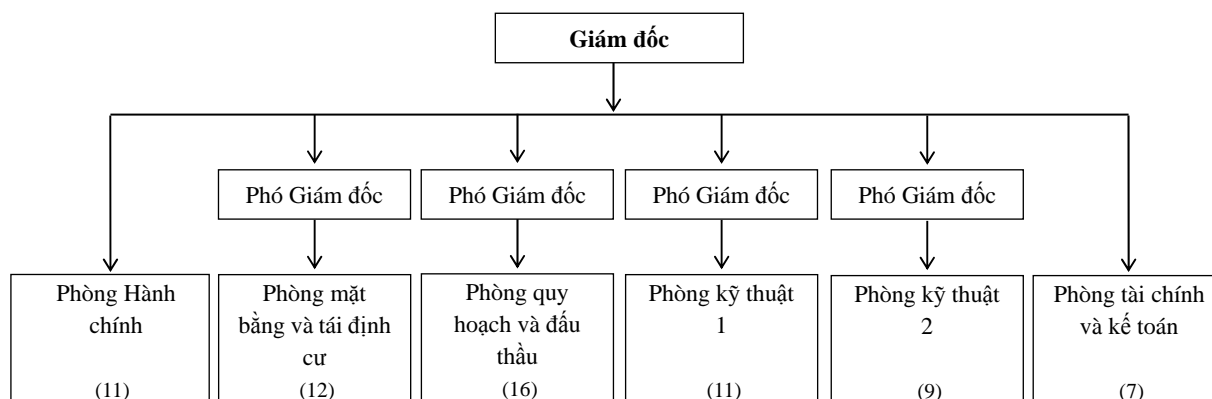 Giám đốc
Phó Giám đốc
Phó Giám đốc
Phó Giám đốc
Phó Giám đốc
Phòng Hành
chính
(11)
Phòng mặt
bằng và tái định
cư
(12)
Phòng quy
hoạch và đấu
thầu
(16)
Phòng kỹ thuật
1
(11)
Phòng kỹ thuật
2
(9)
Phòng tài chính
và kế toán
(7)